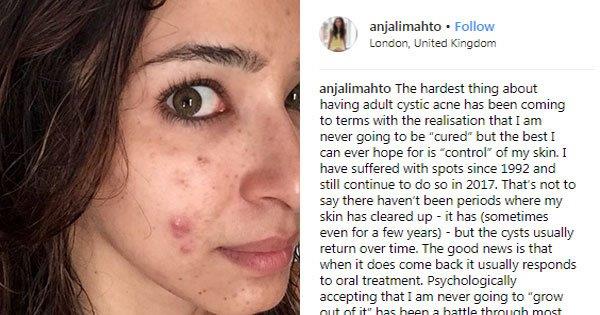 anjalimahto • Follow
London, United Kingdom
anjalimahto The hardest thing about
having adult cystic acne has been coming
to terms with the realisation that I am
never going to be “cured” but the best I
can ever hope for is “control” of my skin. I
have suffered with spots since 1992 and
still continue to do so in 2017. That’s not to
say there haven’t been periods where my
skin has cleared up - it has (sometimes
even for a few years) - but the cysts usually
return over time. The good news is that
when it does come back it usually responds
to oral treatment. Psychologically
accepting that I am never going to “grow
out of it” has been a battle through most